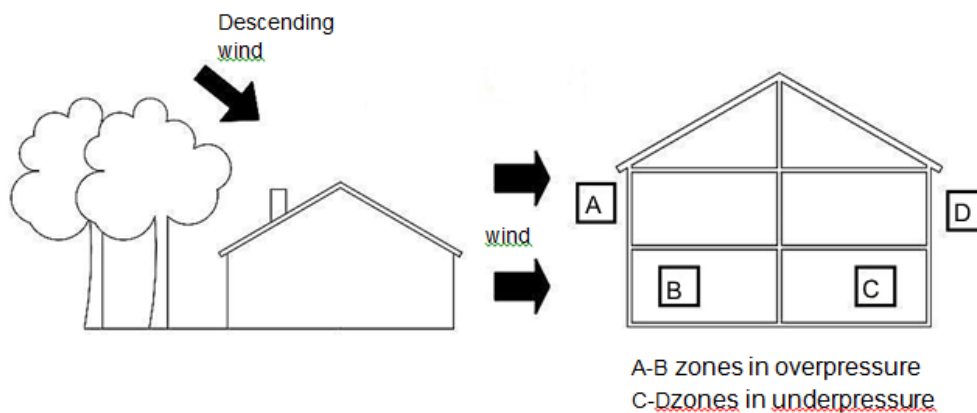 Descending
wind
wind
A
B
C
D
A-B zones in overpressure
C-Dzones in underpressure